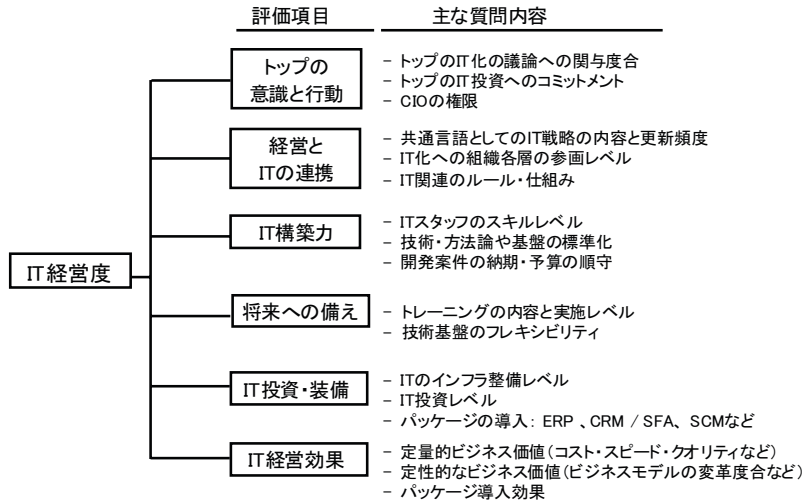 評価項目 主な質問内容
トップの
意識と行動
– トップのIT化の議論への関与度合
– トップのIT投資へのコミットメント
– CIOの権限
経営と
ITの連携
– 共通言語としてのIT戦略の内容と更新頻度
– IT化への組織各層の参画レベル
– IT関連のルール・仕組み
IT構築力
– ITスタッフのスキルレベル
– 技術・方法論や基盤の標準化
– 開発案件の納期・予算の順守
IT経営度
将来への備え
– トレーニングの内容と実施レベル
– 技術基盤のフレキシビリティ
IT投資・装備
– ITのインフラ整備レベル
– IT投資レベル
– パッケージの導入: ERP 、CRM / SFA、 SCMなど
IT経営効果
– 定量的ビジネス価値(コスト・スピード・クオリティなど)
– 定性的なビジネス価値(ビジネスモデルの変革度合など)
– パッケージ導入効果